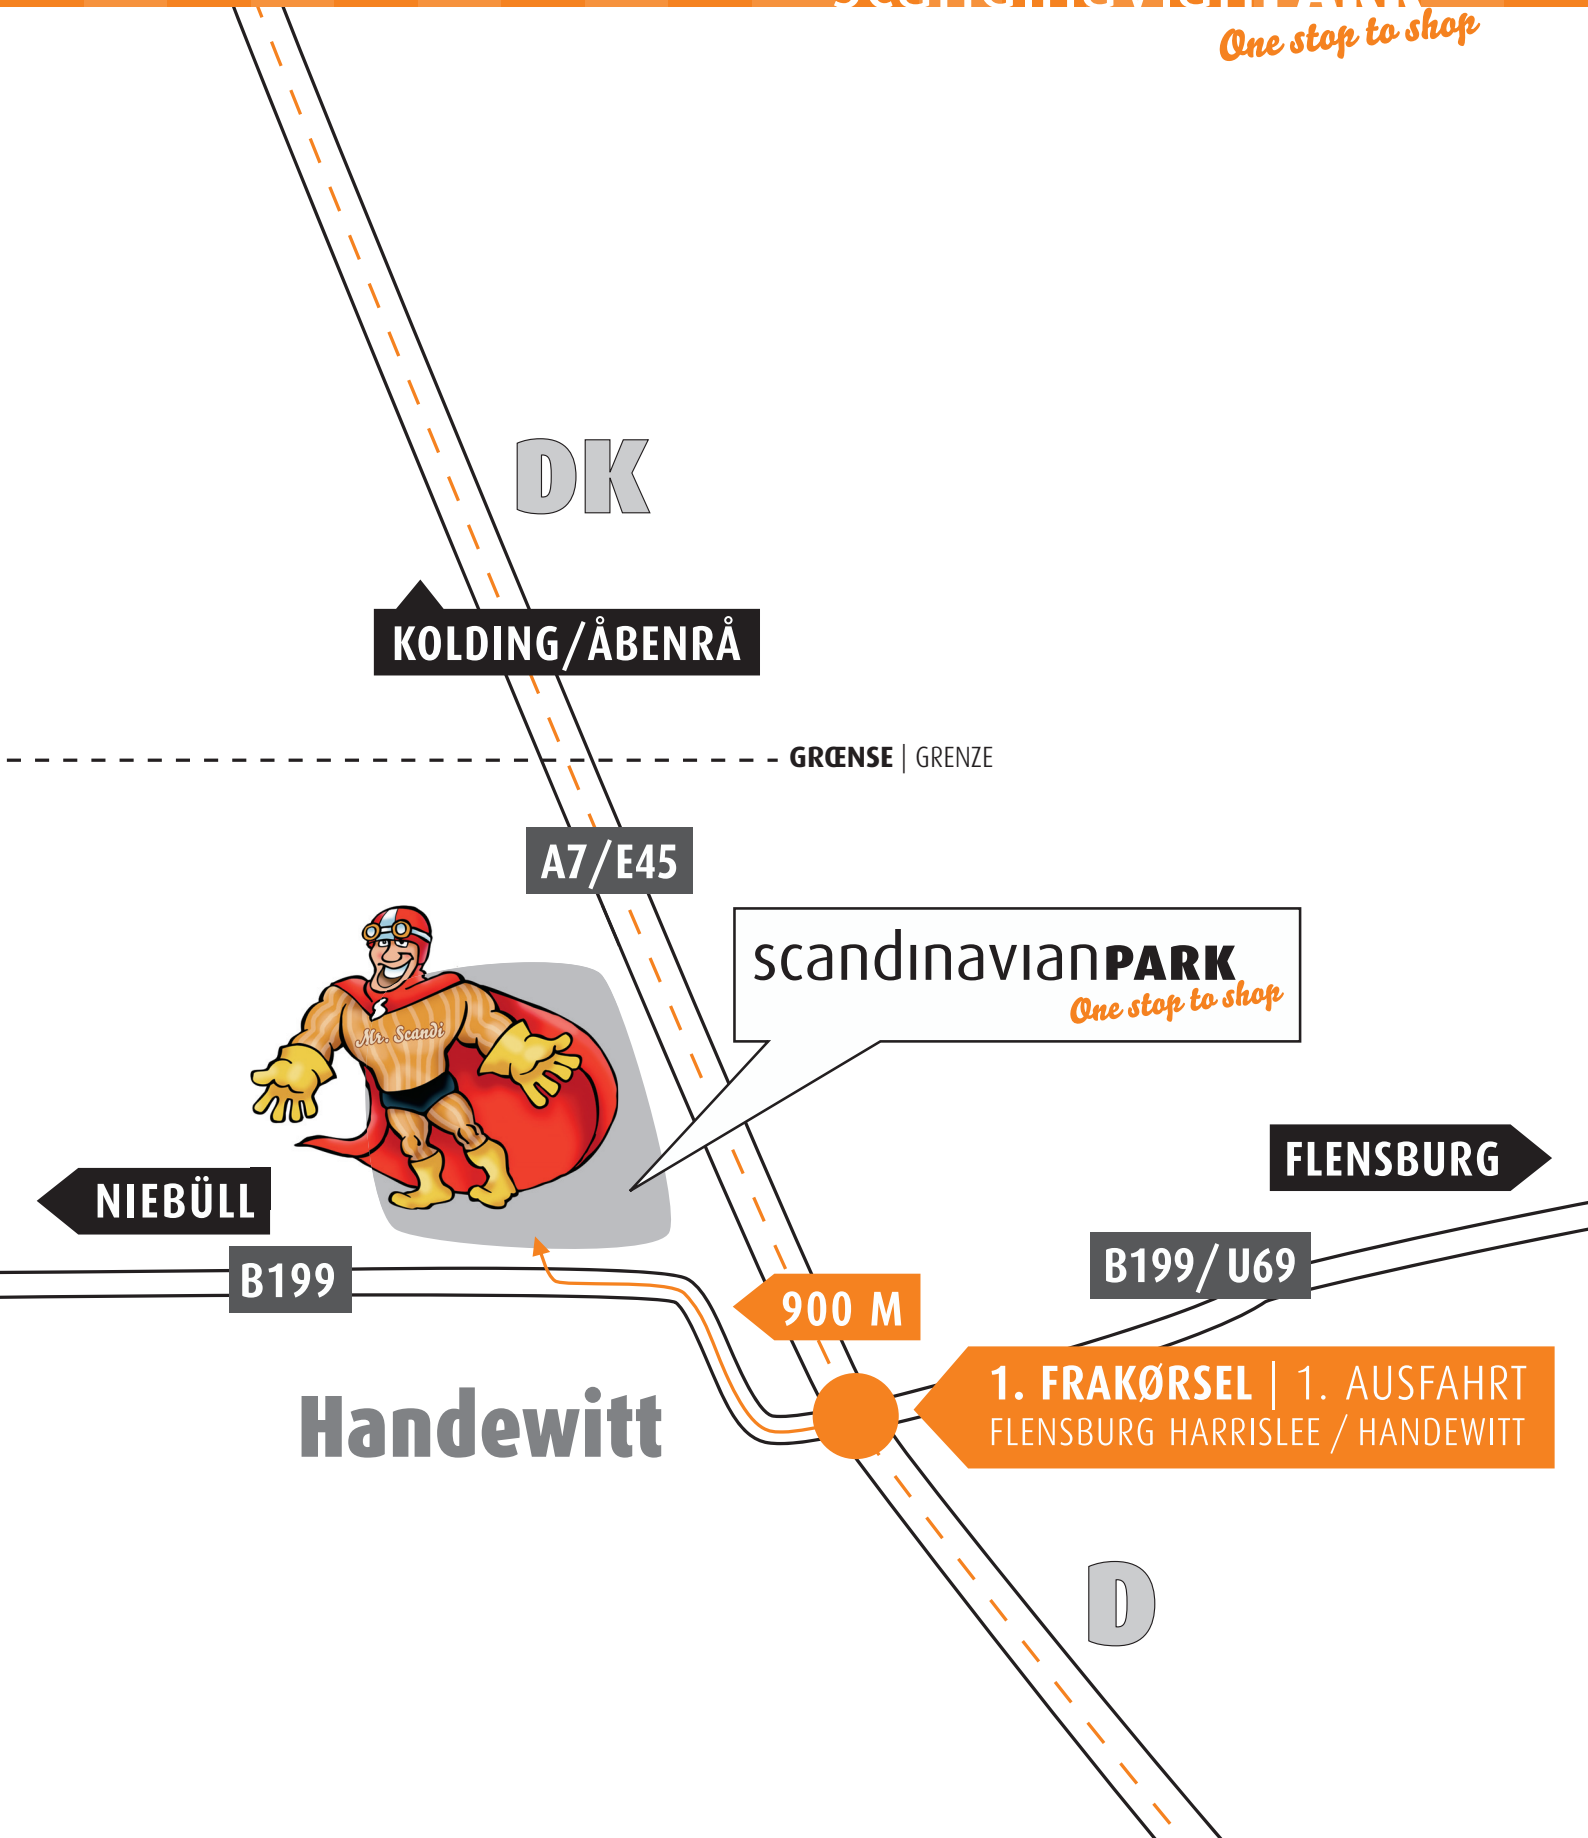 scandinavianPARK
One stop to shop
DK
KOLDING/ÅBENRÅ
GRŒNSE | GRENZE
A7/E45
scandinavianPARK
One stop to shop
Mr. Scandi
S
FLENSBURG
NIEBÜLL
B199/U69
B199
900 M
1. FRAKØRSEL | 1. AUSFAHRT
FLENSBURG HARRISLEE / HANDEWITT
Handewitt
D